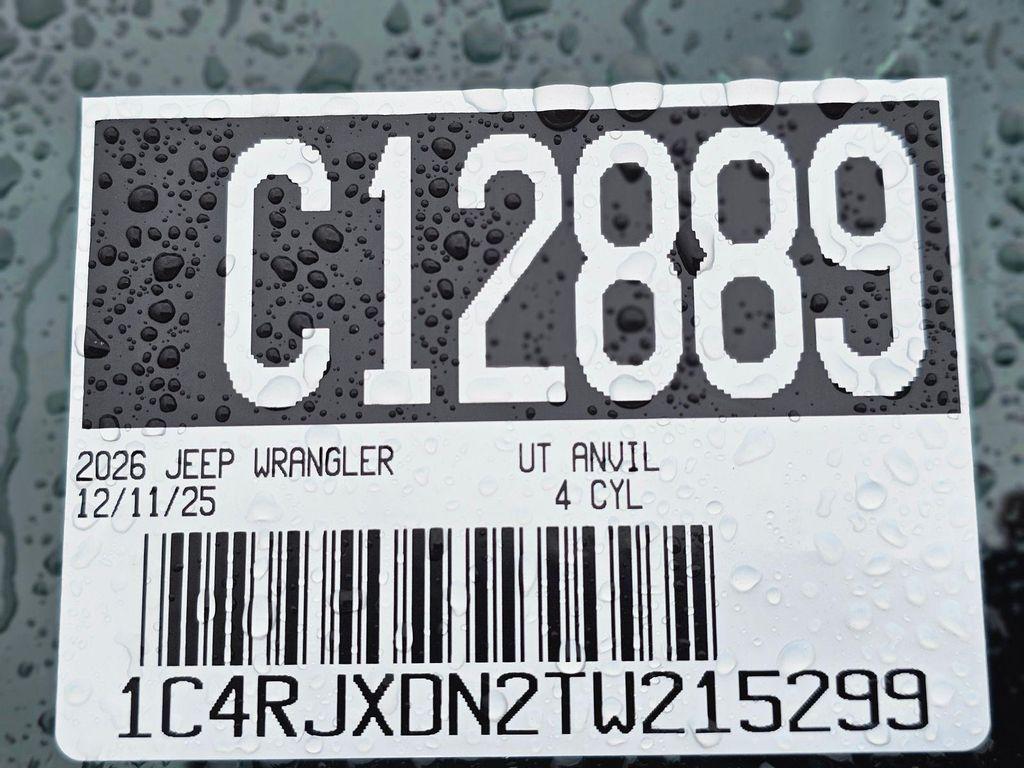 C12889
2026 JEEP WRANGLER UT ANVIL
12/11/25 4 CYL
1C4RJXDN2TW215299